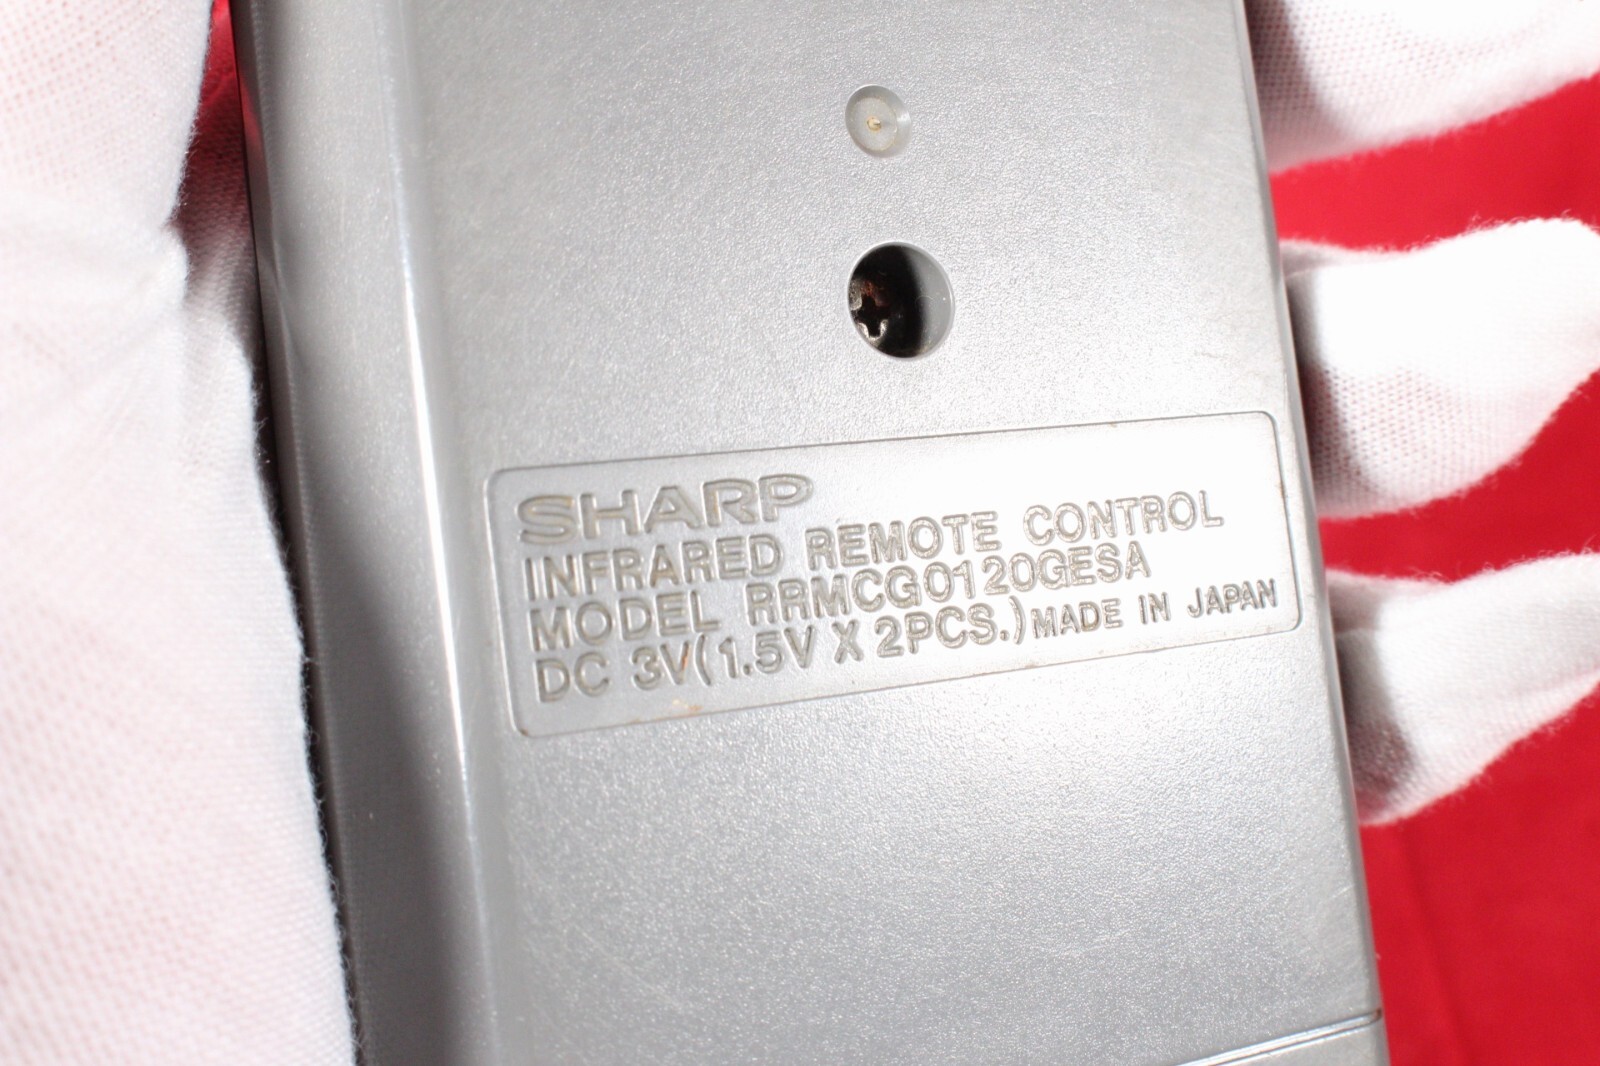 SHARP
INFRARED REMOTE CONTROL
MODEL RRMCG0120GESA
DC 3V(1.5V X 2PCS.) MADE IN JAPAN